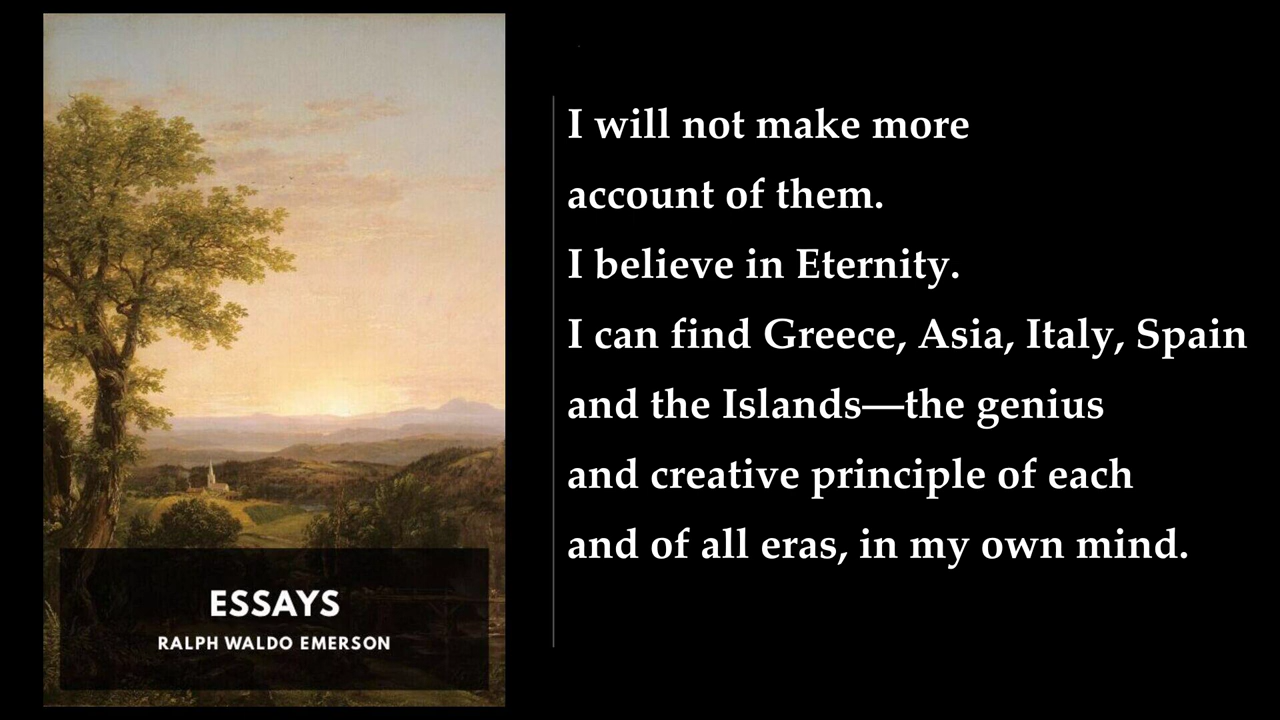 I will not make more
account of them.
I believe in Eternity.
I can find Greece, Asia, Italy, Spain
and the Islands—the genius
and creative principle of each
and of all eras, in my own mind.
ESSAYS
RALPH WALDO EMERSON